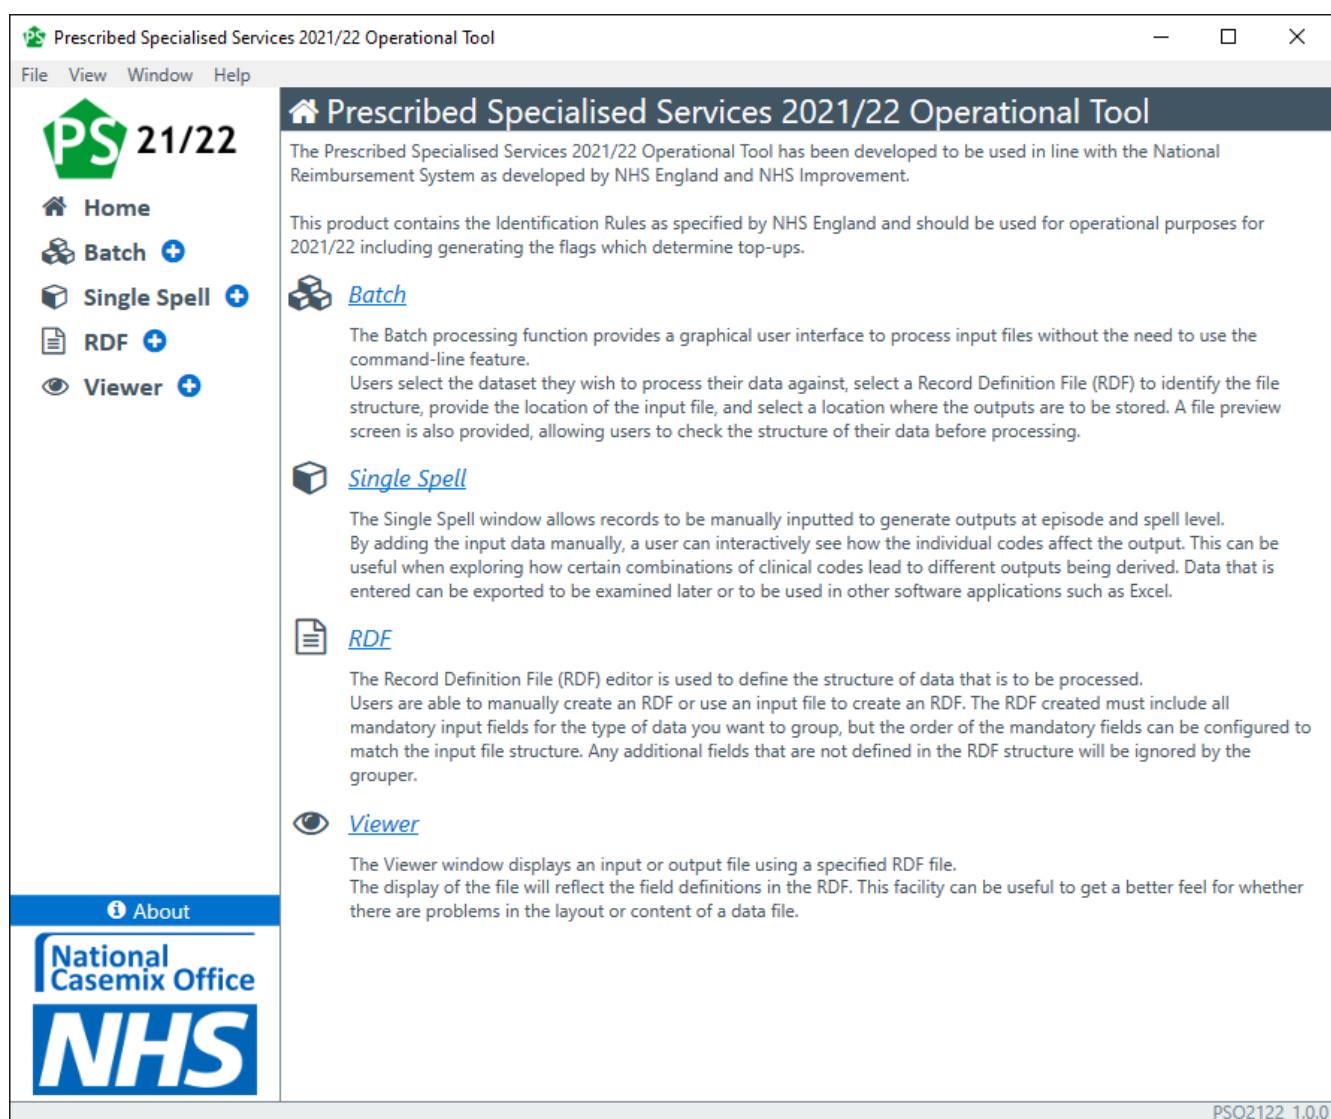 PS Prescribed Specialised Services 2021/22 Operational Tool
File View Window Help
PS 21/22
Home
Batch
Single Spell
RDF
Viewer
About
National
Casemix Office
NHS
Prescribed Specialised Services 2021/22 Operational Tool
The Prescribed Specialised Services 2021/22 Operational Tool has been developed to be used in line with the National
Reimbursement System as developed by NHS England and NHS Improvement.
This product contains the Identification Rules as specified by NHS England and should be used for operational purposes for
2021/22 including generating the flags which determine top-ups.
Batch
The Batch processing function provides a graphical user interface to process input files without the need to use the
command-line feature.
Users select the dataset they wish to process their data against, select a Record Definition File (RDF) to identify the file
structure, provide the location of the input file, and select a location where the outputs are to be stored. A file preview
screen is also provided, allowing users to check the structure of their data before processing.
Single Spell
The Single Spell window allows records to be manually inputted to generate outputs at episode and spell level.
By adding the input data manually, a user can interactively see how the individual codes affect the output. This can be
useful when exploring how certain combinations of clinical codes lead to different outputs being derived. Data that is
entered can be exported to be examined later or to be used in other software applications such as Excel.
RDF
The Record Definition File (RDF) editor is used to define the structure of data that is to be processed.
Users are able to manually create an RDF or use an input file to create an RDF. The RDF created must include all
mandatory input fields for the type of data you want to group, but the order of the mandatory fields can be configured to
match the input file structure. Any additional fields that are not defined in the RDF structure will be ignored by the
grouper.
Viewer
The Viewer window displays an input or output file using a specified RDF file.
The display of the file will reflect the field definitions in the RDF. This facility can be useful to get a better feel for whether
there are problems in the layout or content of a data file.
PSO2122_1.0.0